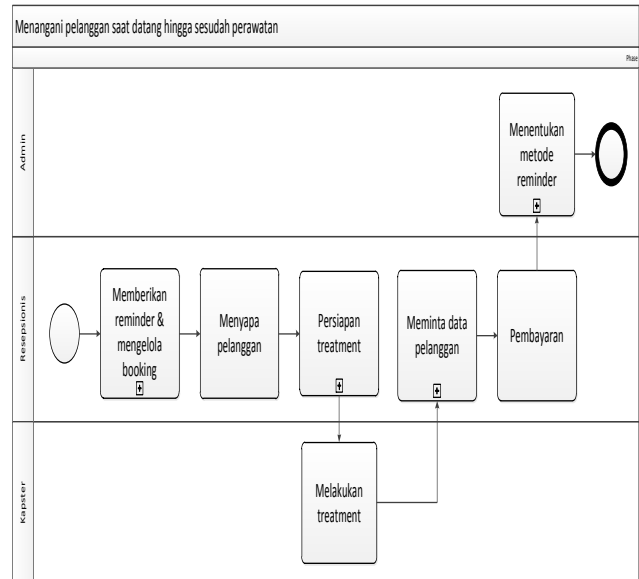 Menangani pelanggan saat datang hingga sesudah perawatan
Phase
Admin
Menentukan
metode
reminder
Resepsionis
Memberikan
reminder &
mengelola
booking
Menyapa
pelanggan
Persiapan
treatment
Meminta data
pelanggan
Pembayaran
Kapster
Melakukan
treatment